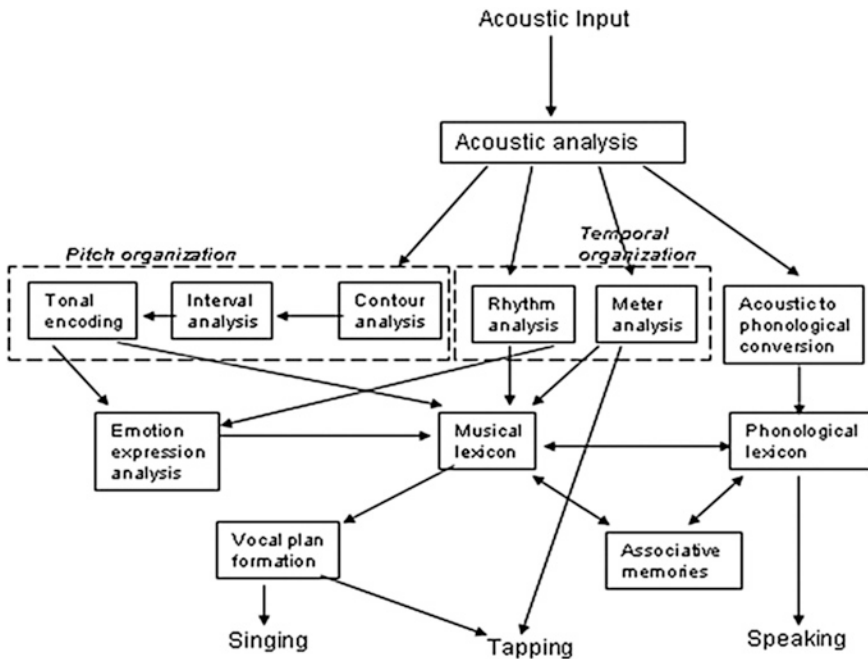 Acoustic Input
Acoustic analysis
Pitch organization
Temporal
organization
Tonal
encoding
Interval
analysis
Contour
analysis
Rhythm
analysis
Meter
analysis
Acoustic to
phonological
conversion
Emotion
expression
analysis
Musical
lexicon
Phonological
lexicon
Vocal plan
formation
Associative
memories
Singing
Tapping
Speaking